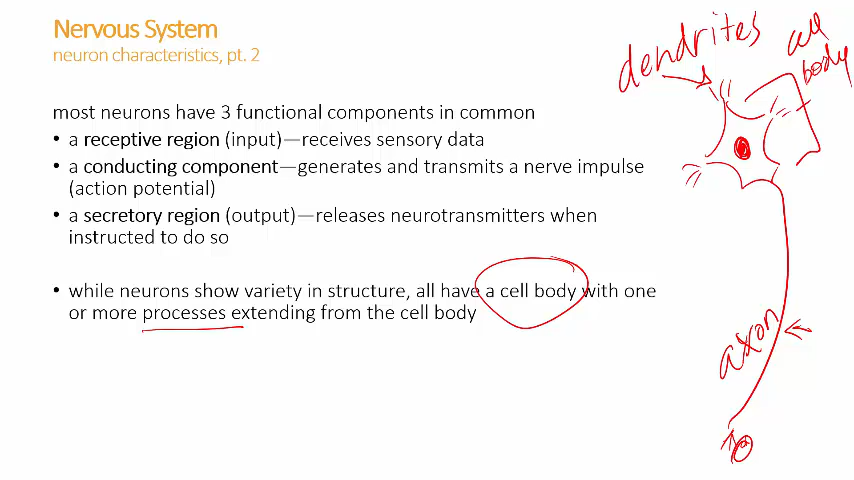 Nervous System
neuron characteristics, pt. 2
most neurons have 3 functional components in common
• a receptive region (input)—receives sensory data
• a conducting component—generates and transmits a nerve impulse
(action potential)
• a secretory region (output)—releases neurotransmitters when
instructed to do so
• while neurons show variety in structure, all have a cell body with one
or more processes extending from the cell body
dendrites
cell
body
axon